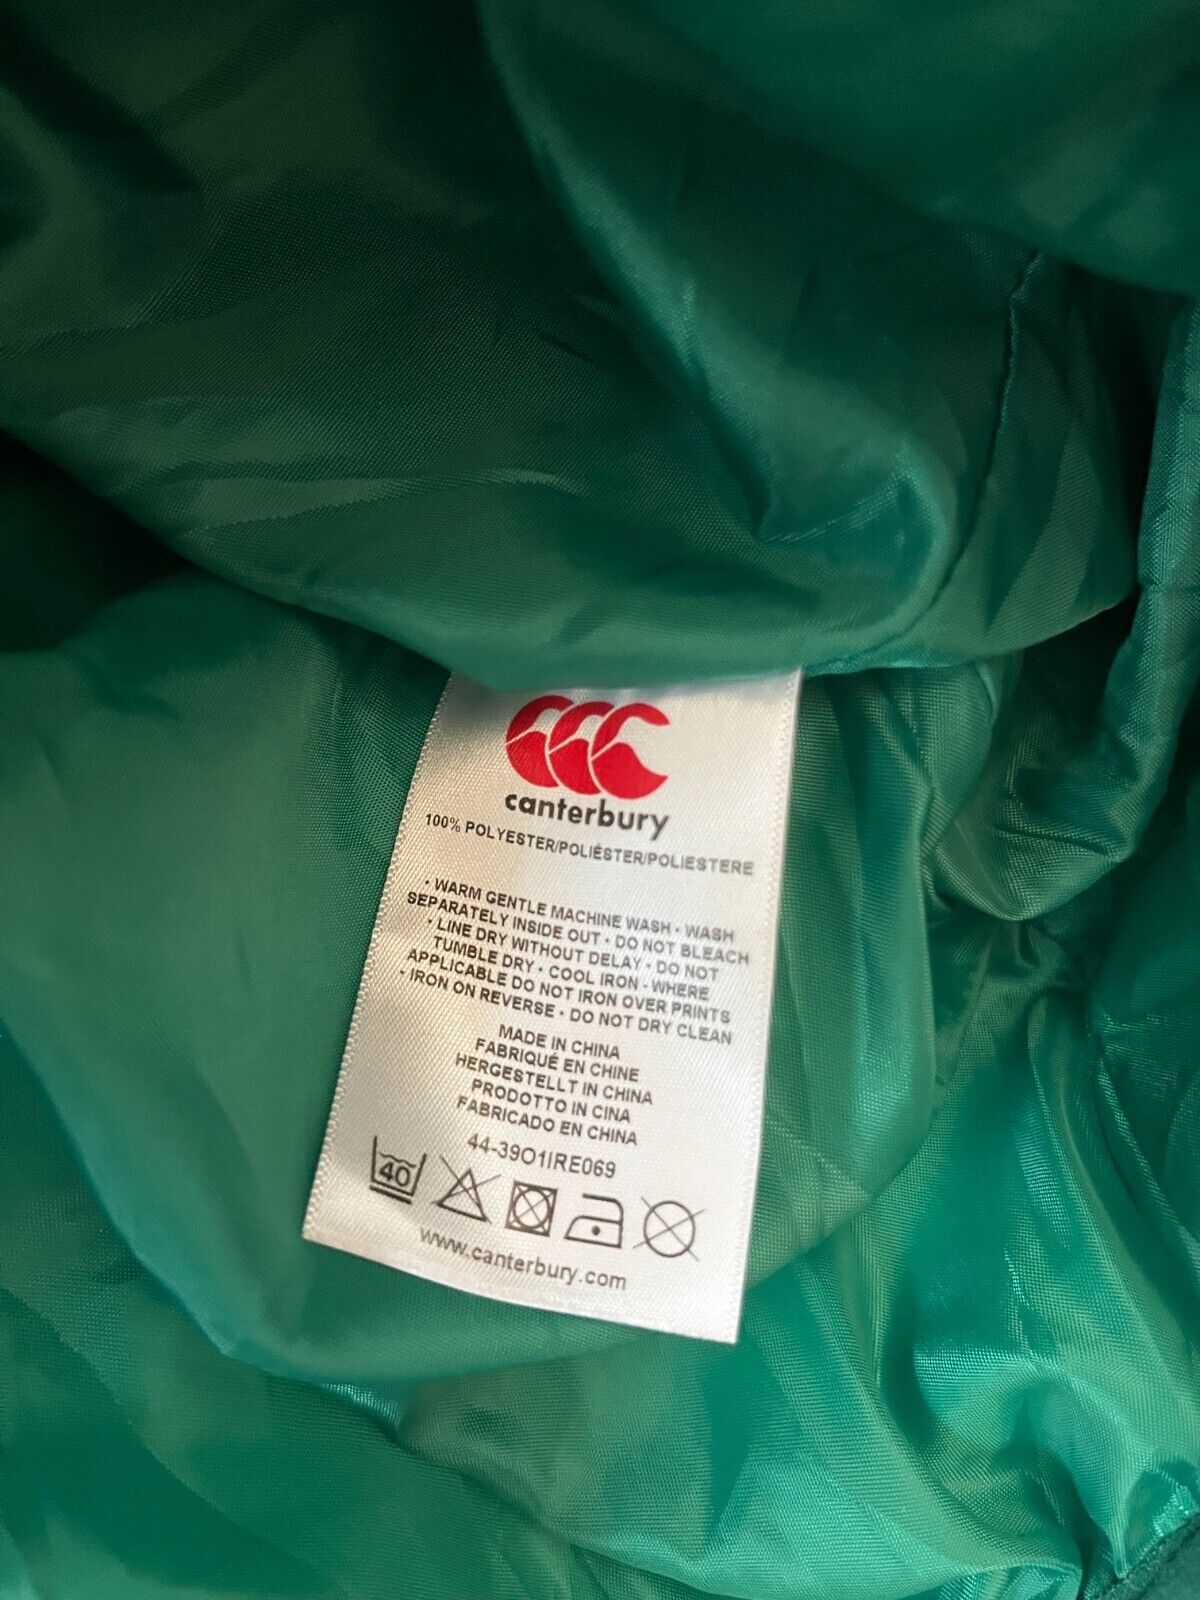 canterbury
100% POLYESTER/POLIÉSTER/POLIESTERE
• WARM GENTLE MACHINE WASH • WASH
SEPARATELY INSIDE OUT • DO NOT BLEACH
• LINE DRY WITHOUT DELAY • DO NOT
TUMBLE DRY • COOL IRON • WHERE
APPLICABLE DO NOT IRON OVER PRINTS
• IRON ON REVERSE • DO NOT DRY CLEAN
MADE IN CHINA
FABRIQUÉ EN CHINE
HERGESTELLT IN CHINA
PRODOTTO IN CINA
FABRICADO EN CHINA
44-39O1IRE069
40
www.canterbury.com